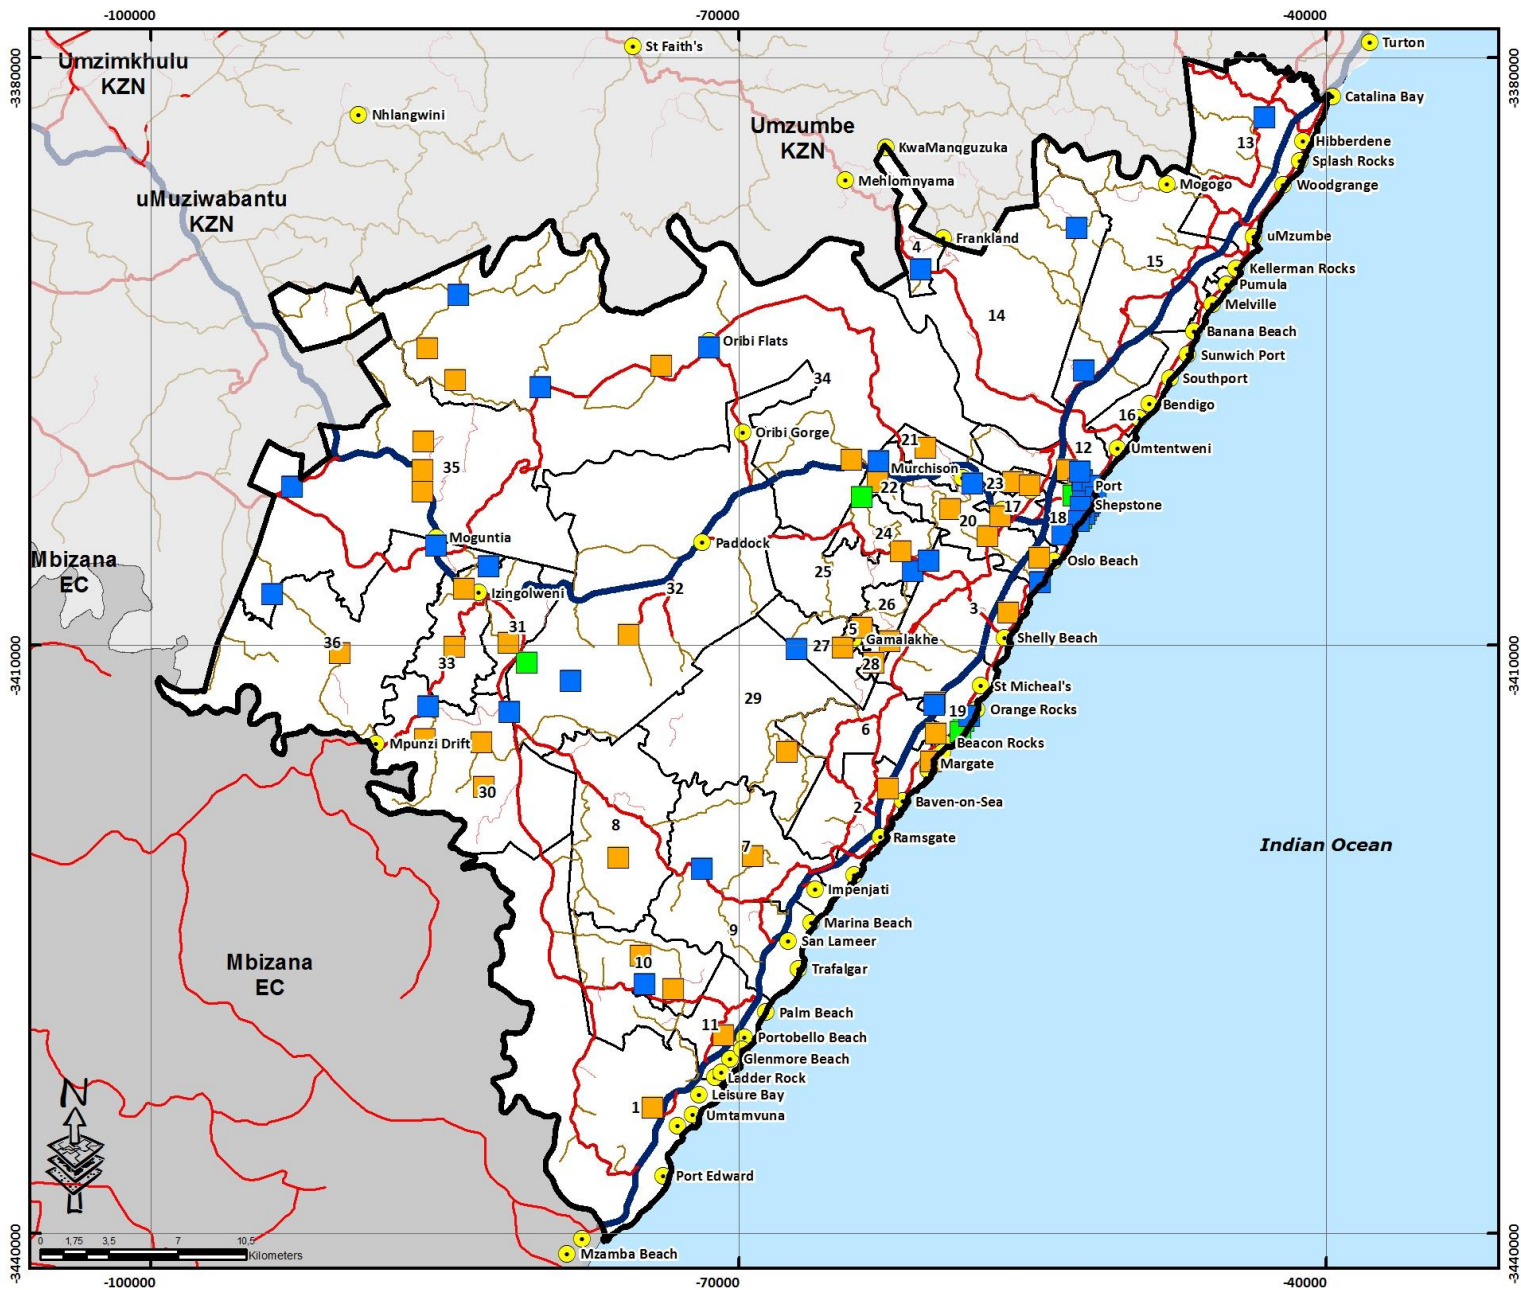 -100000
-70000
-40000
-3380000
-3380000
Turton
St Faith's
Umzimkhulu
KZN
Catalina Bay
Nhlangwini
Umzumbe
KZN
KwaManqguzuka
13
Hibberdene
Splash Rocks
Mehlomnyama
Mogogo
Woodgrange
uMuziwabantu
KZN
Frankland
uMzumbe
4
15
Kellerman Rocks
Pumula
Melville
14
Banana Beach
Oribi Flats
Sunwich Port
34
Southport
Bendigo
16
Oribi Gorge
21
12
Umtentweni
35
Murchison
22
23
Port
Shepstone
17
18
20
24
Moguntia
Paddock
Mbizana
EC
Oslo Beach
25
32
Izingolweni
26
3
5
31
36
27
Gamalakhe
Shelly Beach
-3410000
-3410000
33
28
St Micheal's
29
19
Orange Rocks
6
Mpunzi Drift
Beacon Rocks
Margate
30
2
Baven-on-Sea
8
Ramsgate
7
Indian Ocean
Impenjati
9
Marina Beach
San Lameer
Mbizana
EC
10
Trafalgar
Palm Beach
11
Portobello Beach
Glenmore Beach
Ladder Rock
N
Leisure Bay
1
Umtamvuna
Port Edward
0 1,75 3,5 7 10,5
Kilometers
Mzamba Beach
-3440000
-3440000
-100000
-70000
-40000